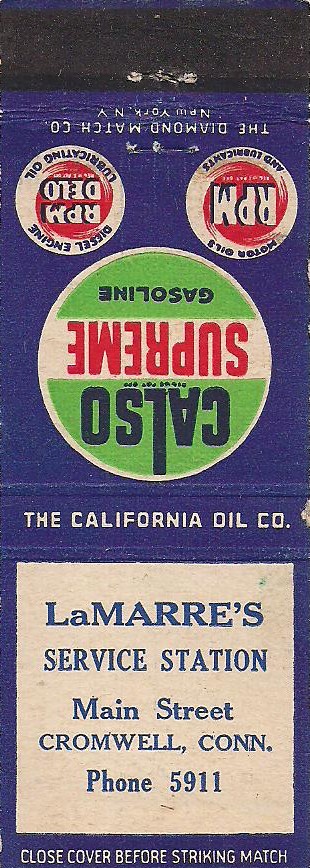 THE DIAMOND MATCH CO.
New York, N.Y.
DIESEL ENGINE
RPM
DELO
LUBRICATING OIL
MOTOR OILS
RPM
AND LUBRICANTS
CALSO
SUPREME
GASOLINE
THE CALIFORNIA OIL CO.
LaMARRE'S
SERVICE STATION
Main Street
CROMWELL, CONN.
Phone 5911
CLOSE COVER BEFORE STRIKING MATCH